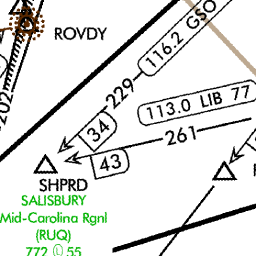 ROVDY
116.2 GSO
229
113.0 LIB 77
202
34
261
43
SHPRD
SALISBURY
Mid-Carolina Rgnl
(RUQ)
772 Ⓛ 55